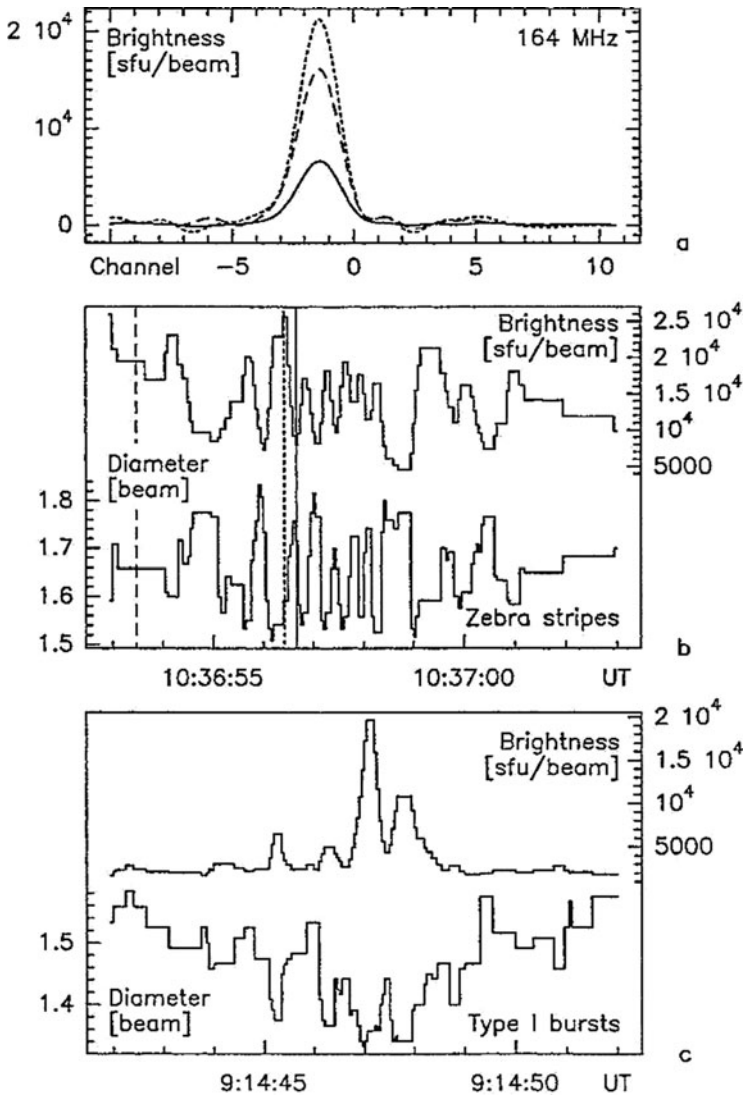 2 10⁴
Brightness
[sfu/beam]
164 MHz
10⁴
0
Channel −5 0 5 10
a
Brightness
[sfu/beam]
2.5 10⁴
2 10⁴
1.5 10⁴
10⁴
5000
Diameter
[beam]
1.8
1.7
1.6
1.5
Zebra stripes
b
10:36:55 10:37:00 UT
Brightness
[sfu/beam]
2 10⁴
1.5 10⁴
10⁴
5000
1.5
1.4
Diameter
[beam]
Type I bursts
c
9:14:45 9:14:50 UT